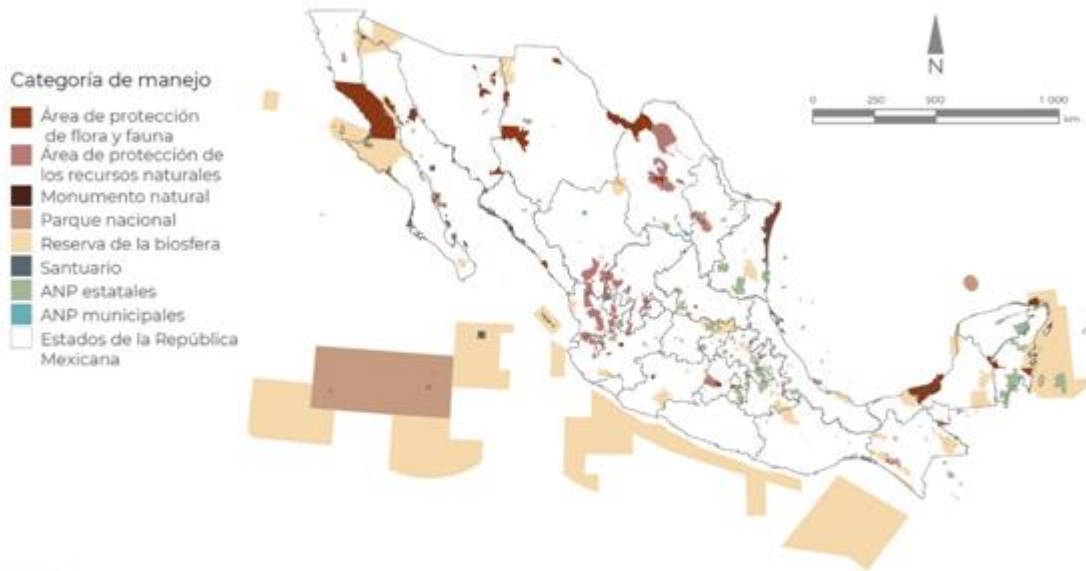 Categoría de manejo
Área de protección
de flora y fauna
Área de protección de
los recursos naturales
Monumento natural
Parque nacional
Reserva de la biosfera
Santuario
ANP estatales
ANP municipales
Estados de la República
Mexicana
N
0 250 500 1 000
km